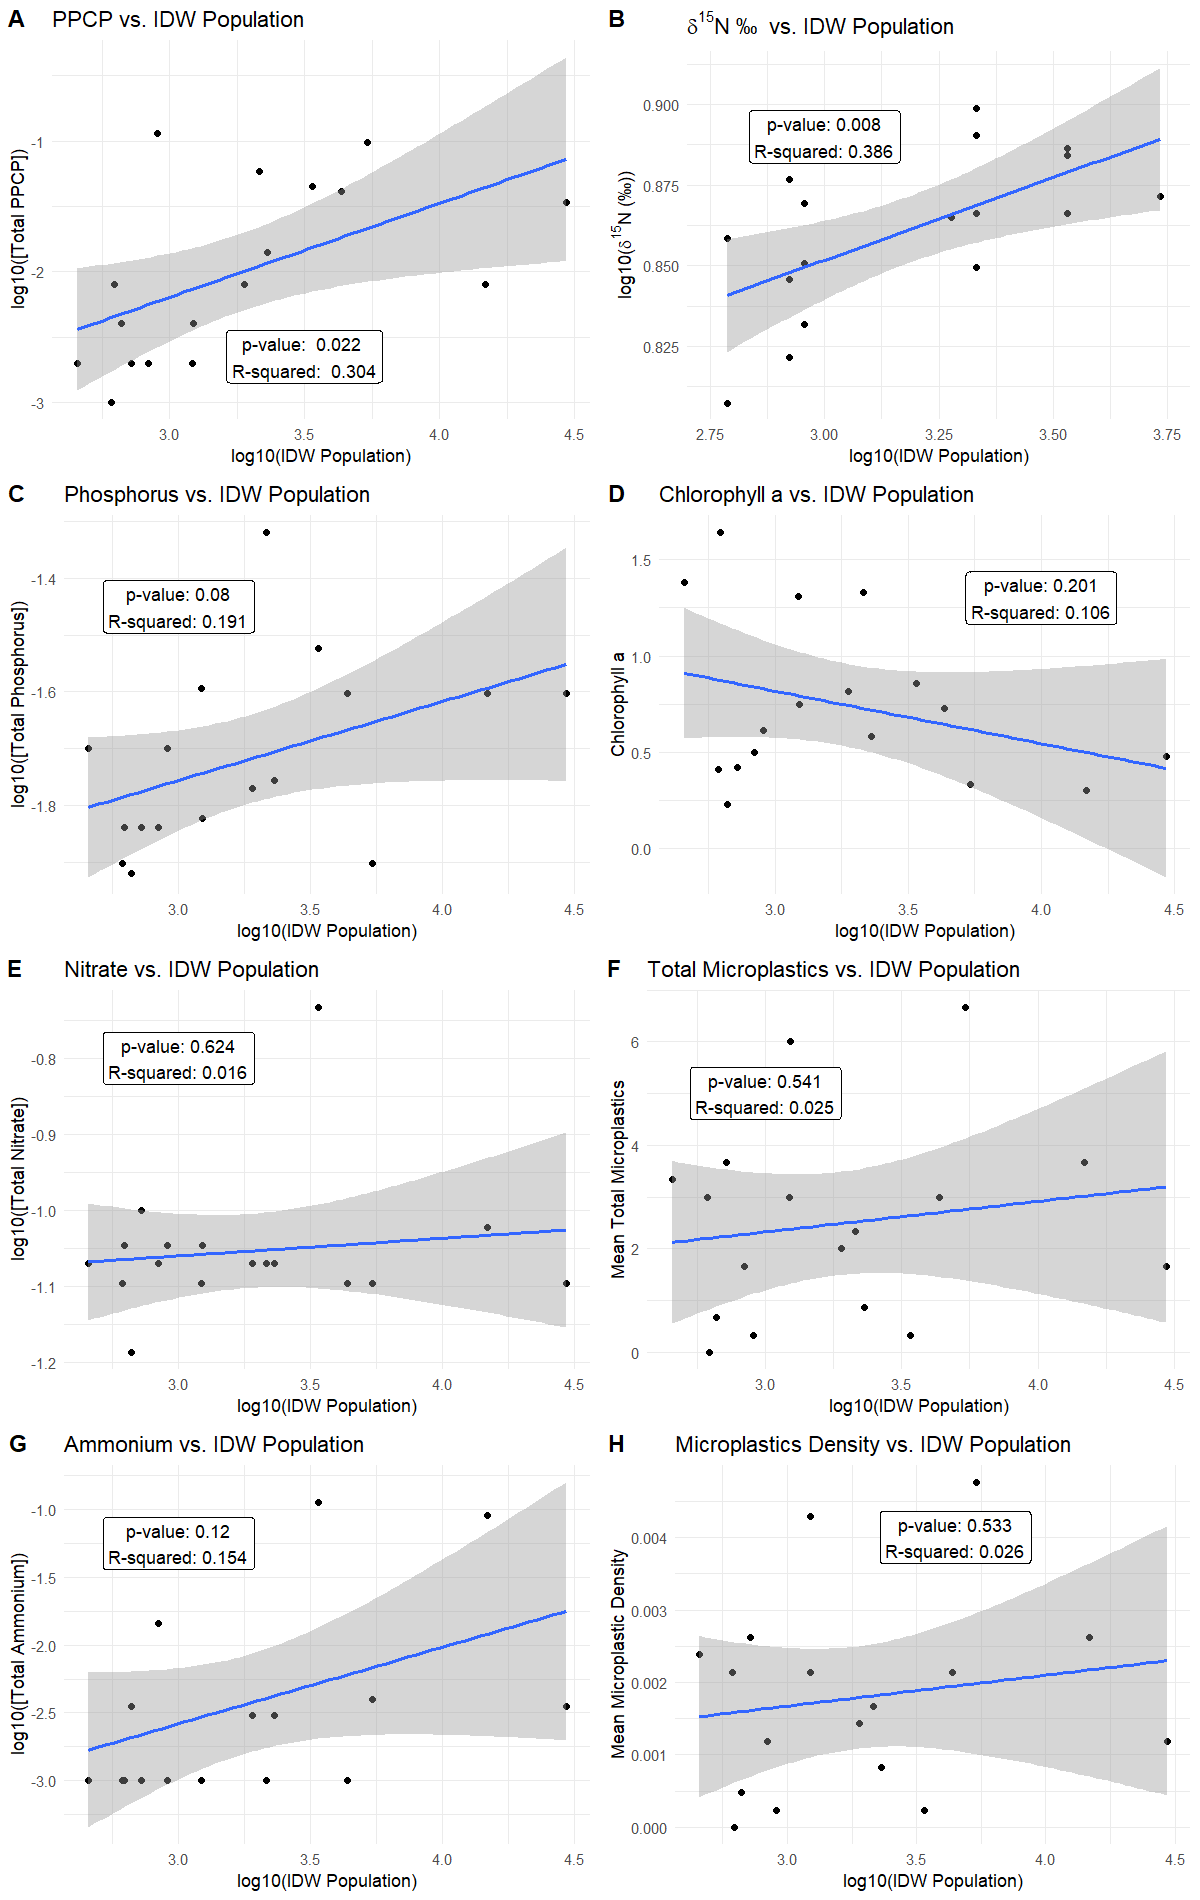 A PPCP vs. IDW Population
log10([Total PPCP])
-1
-2
-3
p-value: 0.022
R-squared: 0.304
3.0 3.5 4.0 4.5
log10(IDW Population)
B δ15N ‰ vs. IDW Population
log10(δ15N (‰))
0.900
0.875
0.850
0.825
p-value: 0.008
R-squared: 0.386
2.75 3.00 3.25 3.50 3.75
log10(IDW Population)
C Phosphorus vs. IDW Population
log10([Total Phosphorus])
-1.4
-1.6
-1.8
p-value: 0.08
R-squared: 0.191
3.0 3.5 4.0 4.5
log10(IDW Population)
D Chlorophyll a vs. IDW Population
Chlorophyll a
1.5
1.0
0.5
0.0
p-value: 0.201
R-squared: 0.106
3.0 3.5 4.0 4.5
log10(IDW Population)
E Nitrate vs. IDW Population
log10([Total Nitrate])
-0.8
-0.9
-1.0
-1.1
-1.2
p-value: 0.624
R-squared: 0.016
3.0 3.5 4.0 4.5
log10(IDW Population)
F Total Microplastics vs. IDW Population
Mean Total Microplastics
6
4
2
0
p-value: 0.541
R-squared: 0.025
3.0 3.5 4.0 4.5
log10(IDW Population)
G Ammonium vs. IDW Population
log10([Total Ammonium])
-1.0
-1.5
-2.0
-2.5
-3.0
p-value: 0.12
R-squared: 0.154
3.0 3.5 4.0 4.5
log10(IDW Population)
H Microplastics Density vs. IDW Population
Mean Microplastic Density
0.004
0.003
0.002
0.001
0.000
p-value: 0.533
R-squared: 0.026
3.0 3.5 4.0 4.5
log10(IDW Population)